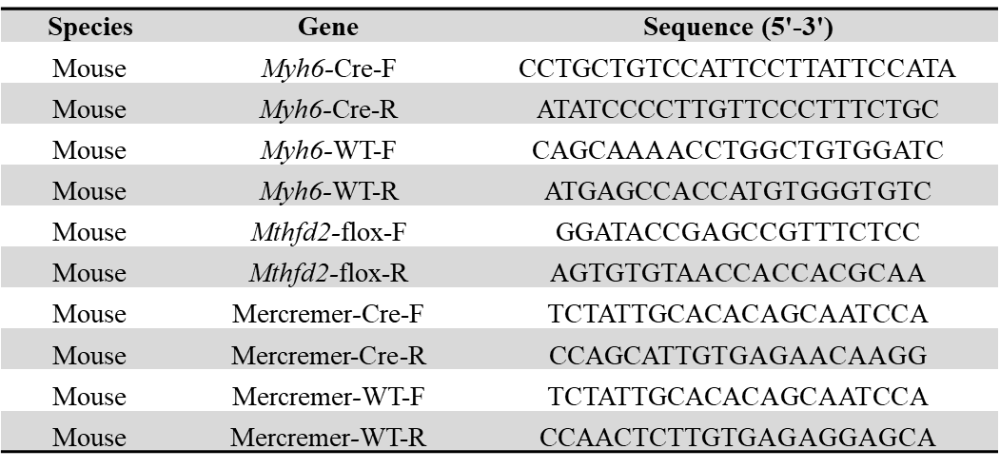 Species Gene Sequence (5'-3')
Mouse Myh6-Cre-F CCTGCTGTCCATTCCTTATTCCATA
Mouse Myh6-Cre-R ATATCCCCTTGTTCCCTTTCTGC
Mouse Myh6-WT-F CAGCAAAACCTGGCTGTGGATC
Mouse Myh6-WT-R ATGAGCCACCATGTGGGTGTC
Mouse Mthfd2-flox-F GGATACCGAGCCGTTTCTCC
Mouse Mthfd2-flox-R AGTGTGTAACCACCACGCAA
Mouse Mercremer-Cre-F TCTATTGCACACAGCAATCCA
Mouse Mercremer-Cre-R CCAGCATTGTGAGAACAAGG
Mouse Mercremer-WT-F TCTATTGCACACAGCAATCCA
Mouse Mercremer-WT-R CCAACTCTTGTGAGAGGAGCA